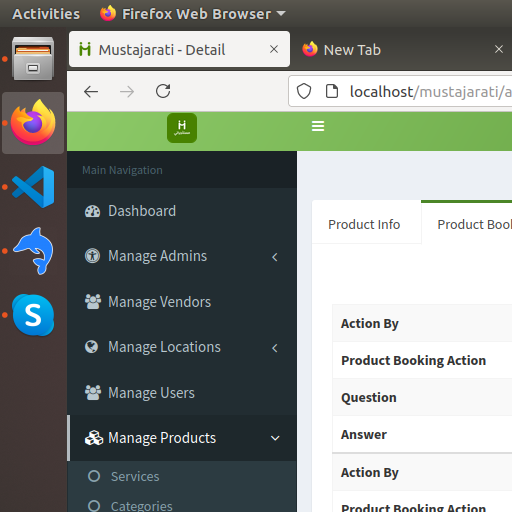 Activities Firefox Web Browser
Mustajarati - Detail
New Tab
localhost/mustajarati/a
Main Navigation
Dashboard
Manage Admins
Manage Vendors
Manage Locations
Manage Users
Manage Products
Services
Categories
Product Info
Product Book
Action By
Product Booking Action
Question
Answer
Action By
Product Booking Action